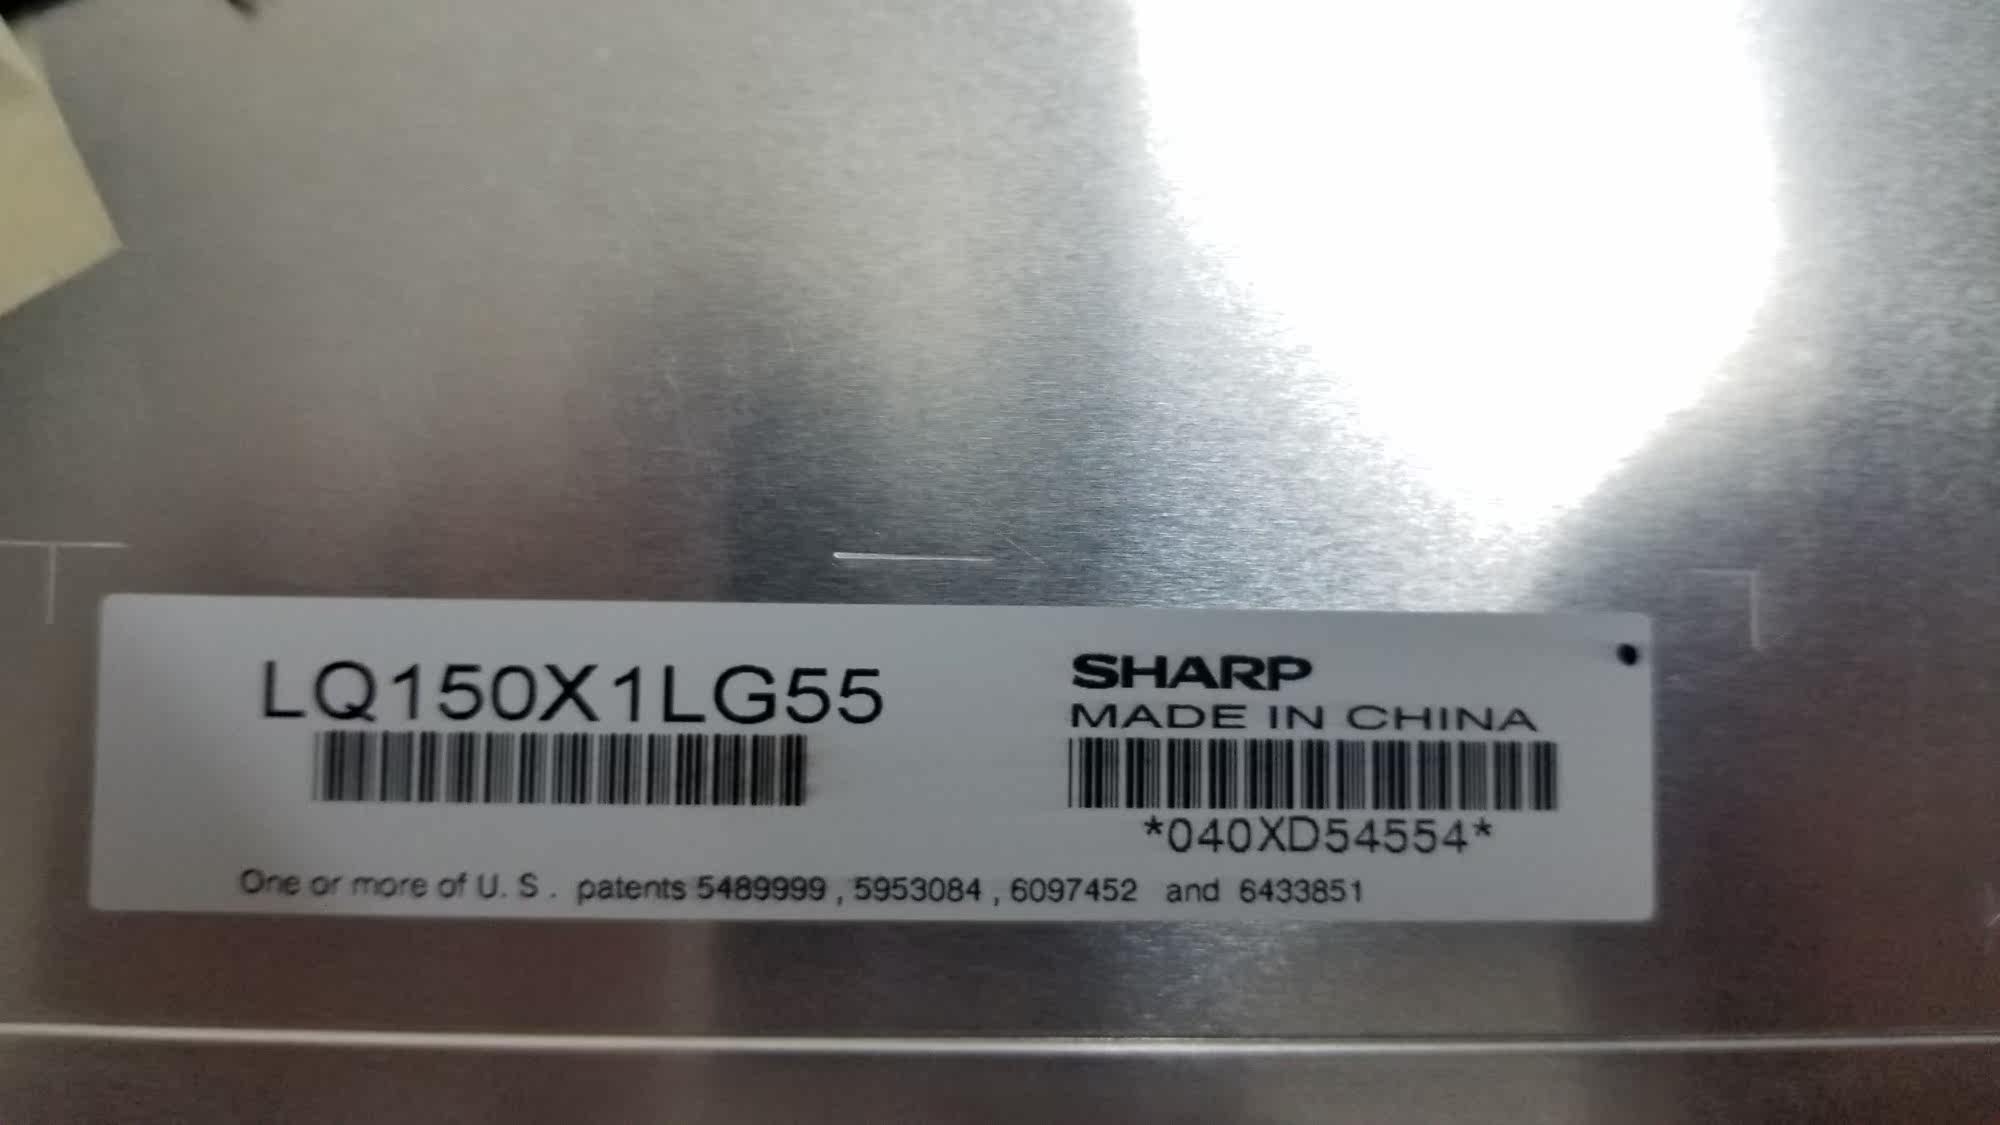 LQ150X1LG55
SHARP
MADE IN CHINA
*040XD54554*
One or more of U. S. patents 5489999 , 5953084 , 6097452 and 6433851